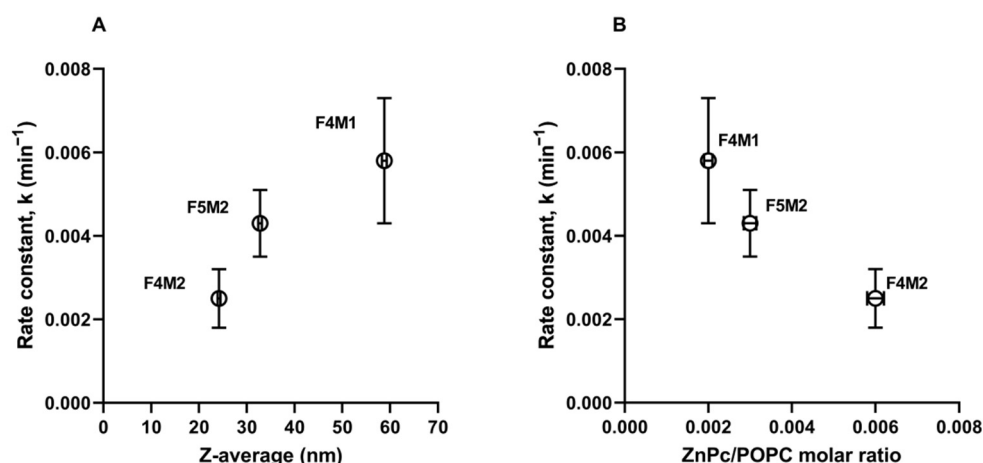 A
0.008
0.006
0.004
0.002
0.000
Rate constant, k (min⁻¹)
F4M1
F5M2
F4M2
0 10 20 30 40 50 60 70
Z-average (nm)
B
0.008
0.006
0.004
0.002
0.000
Rate constant, k (min⁻¹)
F4M1
F5M2
F4M2
0.000 0.002 0.004 0.006 0.008
ZnPc/POPC molar ratio